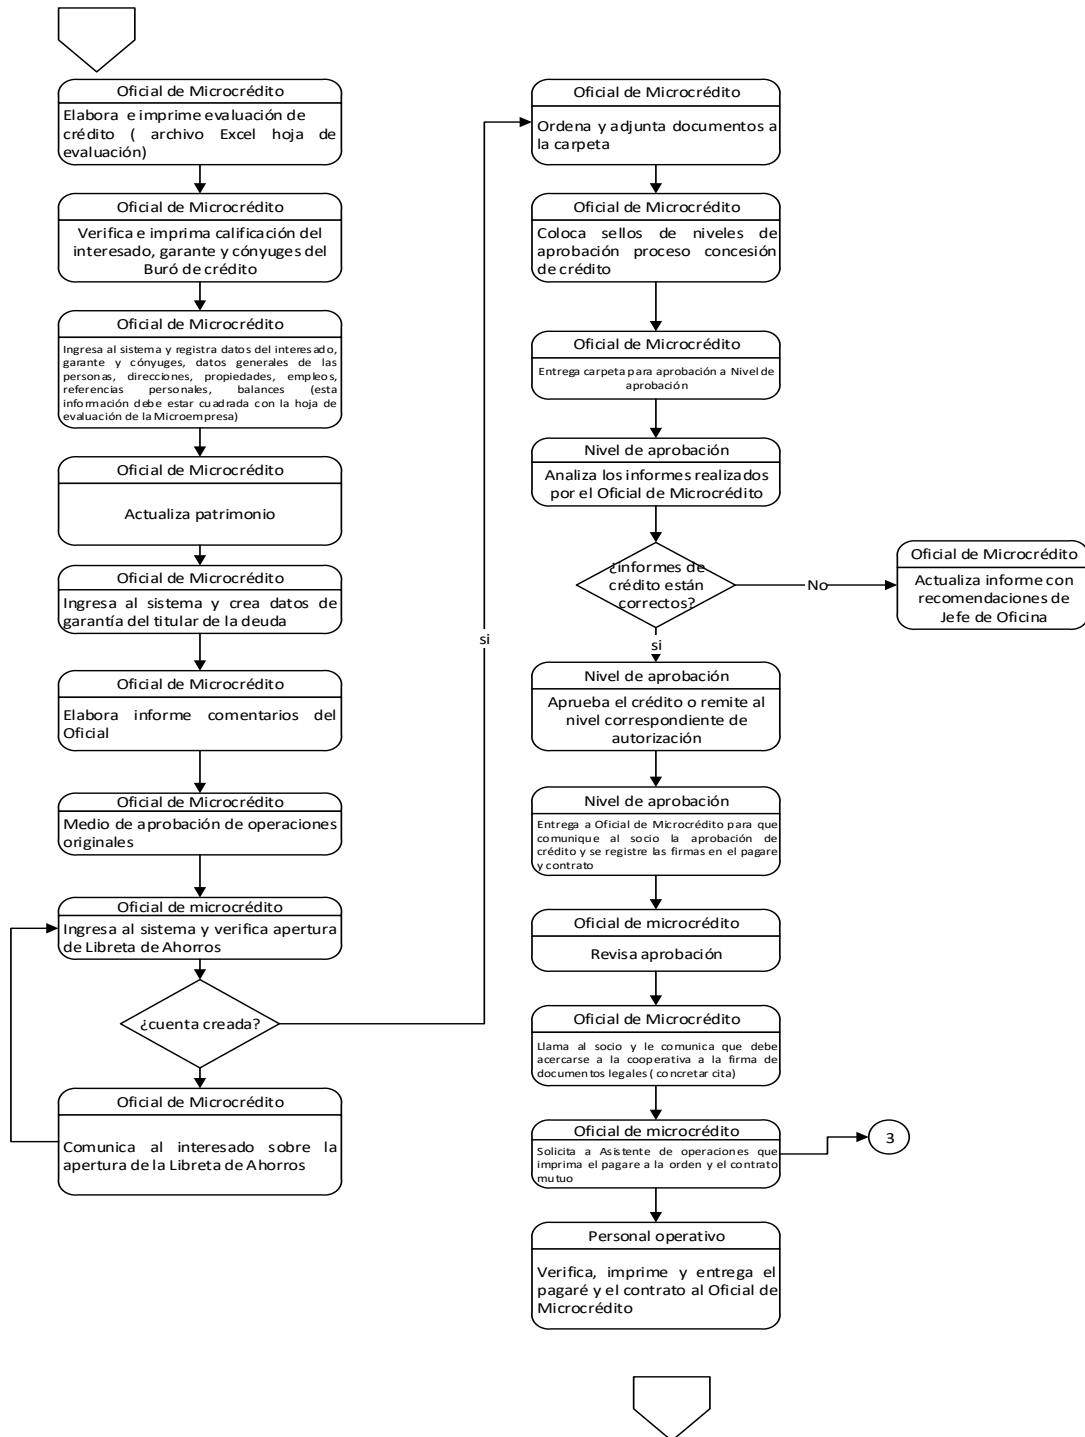 Oficial de Microcrédito
Elabora e imprime evaluación de
crédito ( archivo Excel hoja de
evaluación)
Oficial de Microcrédito
Verifica e imprima calificación del
interesado, garante y cónyuges del
Buró de crédito
Oficial de Microcrédito
Ingresa al sistema y registra datos del interesado,
garante y cónyuges, datos generales de las
personas, direcciones, propiedades, empleos,
referencias personales, balances (esta
información debe estar cuadrada con la hoja de
evaluación de la Microempresa)
Oficial de Microcrédito
Actualiza patrimonio
Oficial de Microcrédito
Ingresa al sistema y crea datos de
garantía del titular de la deuda
Oficial de Microcrédito
Elabora informe comentarios del
Oficial
Oficial de Microcrédito
Medio de aprobación de operaciones
originales
Oficial de microcrédito
Ingresa al sistema y verifica apertura
de Libreta de Ahorros
¿cuenta creada?
si
Oficial de Microcrédito
Comunica al interesado sobre la
apertura de la Libreta de Ahorros
Oficial de Microcrédito
Ordena y adjunta documentos a
la carpeta
Oficial de Microcrédito
Coloca sellos de niveles de
aprobación proceso concesión
de crédito
Oficial de Microcrédito
Entrega carpeta para aprobación a Nivel de
aprobación
Nivel de aprobación
Analiza los informes realizados
por el Oficial de Microcrédito
¿informes de
crédito están
correctos?
No
Oficial de Microcrédito
Actualiza informe con
recomendaciones de
Jefe de Oficina
si
Nivel de aprobación
Aprueba el crédito o remite al
nivel correspondiente de
autorización
Nivel de aprobación
Entrega a Oficial de Microcrédito para que
comunique al socio la aprobación de
crédito y se registre las firmas en el pagare
y contrato
Oficial de microcrédito
Revisa aprobación
Oficial de Microcrédito
Llama al socio y le comunica que debe
acercarse a la cooperativa a la firma de
documentos legales ( concretar cita)
Oficial de microcrédito
Solicita a Asistente de operaciones que
imprima el pagare a la orden y el contrato
mutuo
3
Personal operativo
Verifica, imprime y entrega el
pagaré y el contrato al Oficial de
Microcrédito